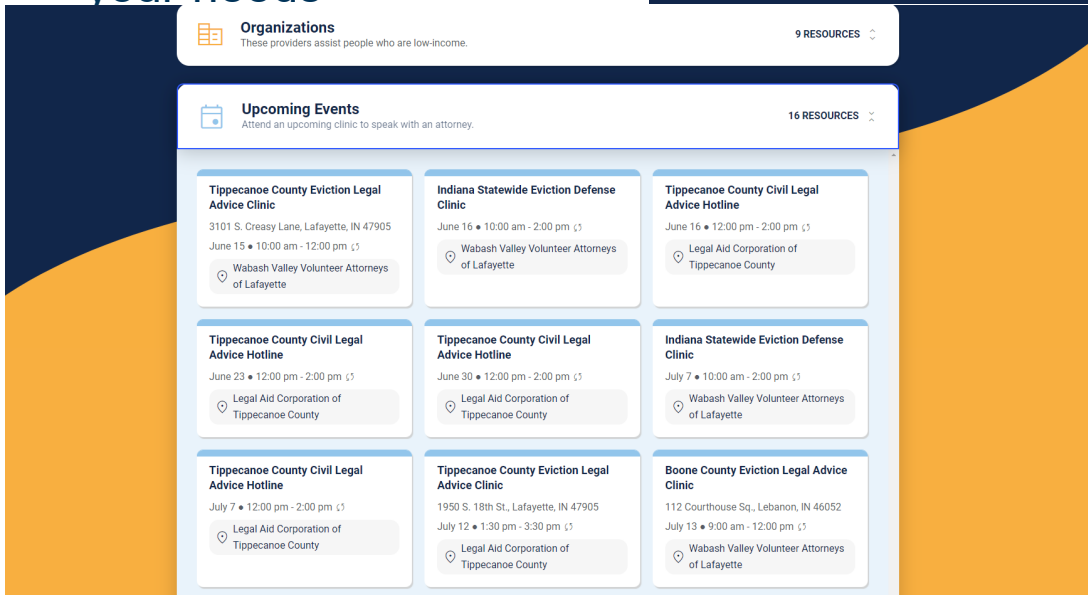 your needs
Organizations
These providers assist people who are low-income.
9 RESOURCES
Upcoming Events
Attend an upcoming clinic to speak with an attorney.
16 RESOURCES
Tippecanoe County Eviction Legal
Advice Clinic
3101 S. Creasy Lane, Lafayette, IN 47905
June 15 ● 10:00 am - 12:00 pm
Wabash Valley Volunteer Attorneys
of Lafayette
Indiana Statewide Eviction Defense
Clinic
June 16 ● 10:00 am - 2:00 pm
Wabash Valley Volunteer Attorneys
of Lafayette
Tippecanoe County Civil Legal
Advice Hotline
June 16 ● 12:00 pm - 2:00 pm
Legal Aid Corporation of
Tippecanoe County
Tippecanoe County Civil Legal
Advice Hotline
June 23 ● 12:00 pm - 2:00 pm
Legal Aid Corporation of
Tippecanoe County
Tippecanoe County Civil Legal
Advice Hotline
June 30 ● 12:00 pm - 2:00 pm
Legal Aid Corporation of
Tippecanoe County
Indiana Statewide Eviction Defense
Clinic
July 7 ● 10:00 am - 2:00 pm
Wabash Valley Volunteer Attorneys
of Lafayette
Tippecanoe County Civil Legal
Advice Hotline
July 7 ● 12:00 pm - 2:00 pm
Legal Aid Corporation of
Tippecanoe County
Tippecanoe County Eviction Legal
Advice Clinic
1950 S. 18th St., Lafayette, IN 47905
July 12 ● 1:30 pm - 3:30 pm
Legal Aid Corporation of
Tippecanoe County
Boone County Eviction Legal Advice
Clinic
112 Courthouse Sq., Lebanon, IN 46052
July 13 ● 9:00 am - 12:00 pm
Wabash Valley Volunteer Attorneys
of Lafayette